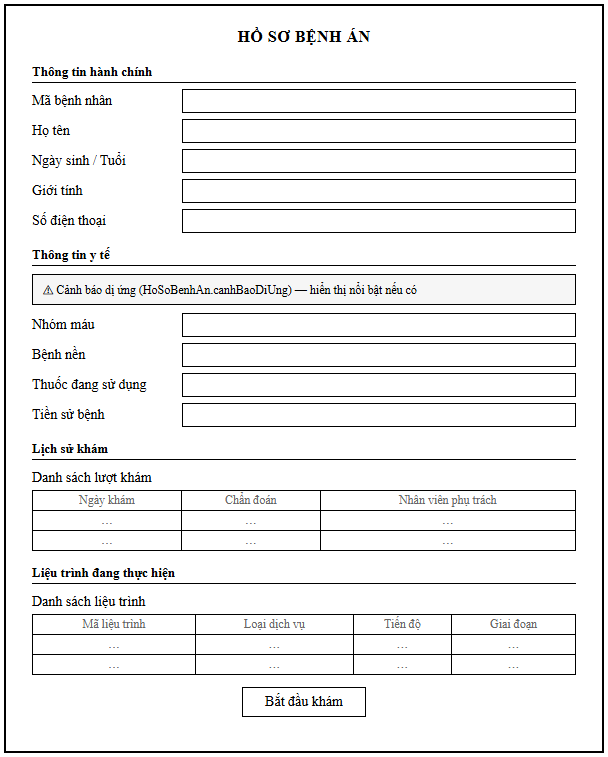 HỒ SƠ BỆNH ÁN
Thông tin hành chính
Mã bệnh nhân
Họ tên
Ngày sinh / Tuổi
Giới tính
Số điện thoại
Thông tin y tế
⚠ Cảnh báo dị ứng (HoSoBenhAn.canhBaoDiUng) — hiển thị nổi bật nếu có
Nhóm máu
Bệnh nền
Thuốc đang sử dụng
Tiền sử bệnh
Lịch sử khám
Danh sách lượt khám
Ngày khám Chẩn đoán Nhân viên phụ trách
... ... ...
... ... ...
Liệu trình đang thực hiện
Danh sách liệu trình
Mã liệu trình Loại dịch vụ Tiến độ Giai đoạn
... ... ... ...
... ... ... ...
Bắt đầu khám